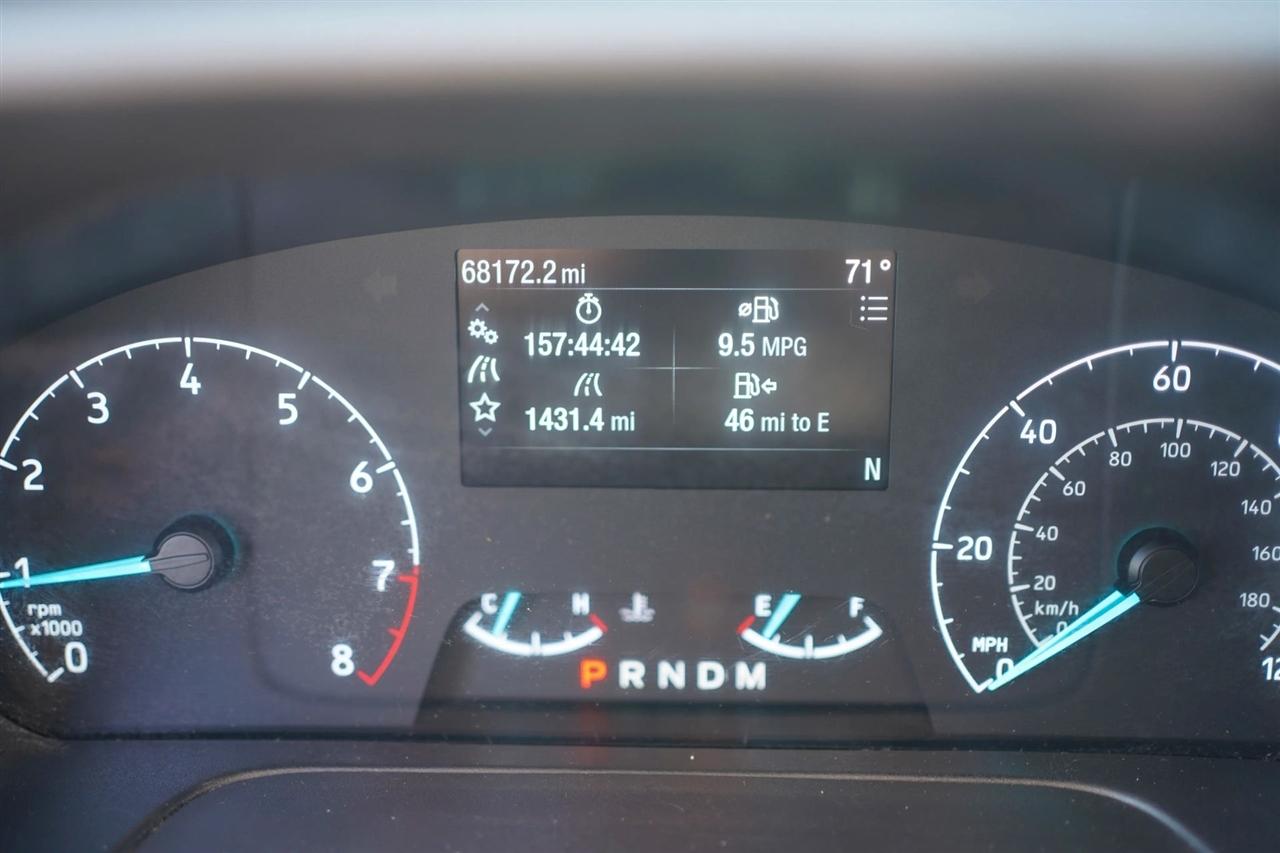 68172.2 mi 71°
157:44:42 9.5 MPG
1431.4 mi 46 mi to E
N
0 1 2 3 4 5 6 7 8
rpm
x1000
C H
E F
P R N D M
0 20 40 60
MPH
0 20 40 60 80 100 120 140 160 180
km/h